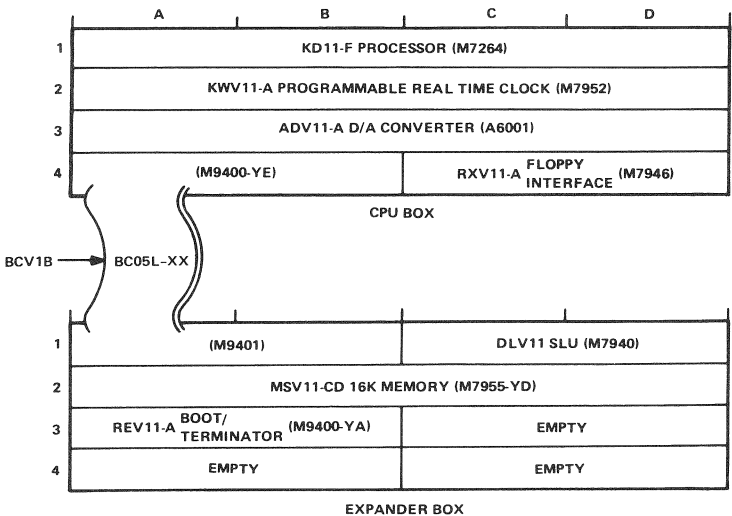 A B C D
1 KD11-F PROCESSOR (M7264)
2 KWV11-A PROGRAMMABLE REAL TIME CLOCK (M7952)
3 ADV11-A D/A CONVERTER (A6001)
4 (M9400-YE) RXV11-A FLOPPY INTERFACE (M7946)
CPU BOX
BCV1B BC05L-XX
1 (M9401) DLV11 SLU (M7940)
2 MSV11-CD 16K MEMORY (M7955-YD)
3 REV11-A BOOT/ TERMINATOR (M9400-YA) EMPTY
4 EMPTY EMPTY
EXPANDER BOX